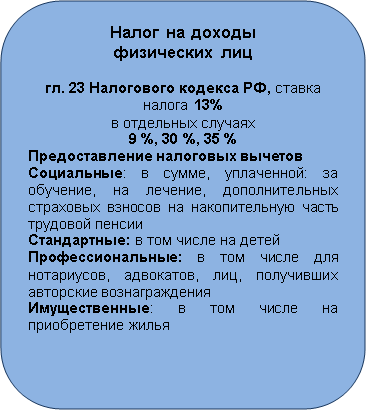 Налог на доходы
физических лиц
гл. 23 Налогового кодекса РФ, ставка
налога 13%
в отдельных случаях
9 %, 30 %, 35 %
Предоставление налоговых вычетов
Социальные: в сумме, уплаченной: за
обучение, на лечение, дополнительных
страховых взносов на накопительную часть
трудовой пенсии
Стандартные: в том числе на детей
Профессиональные: в том числе для
нотариусов, адвокатов, лиц, получивших
авторские вознаграждения
Имущественные: в том числе на
приобретение жилья